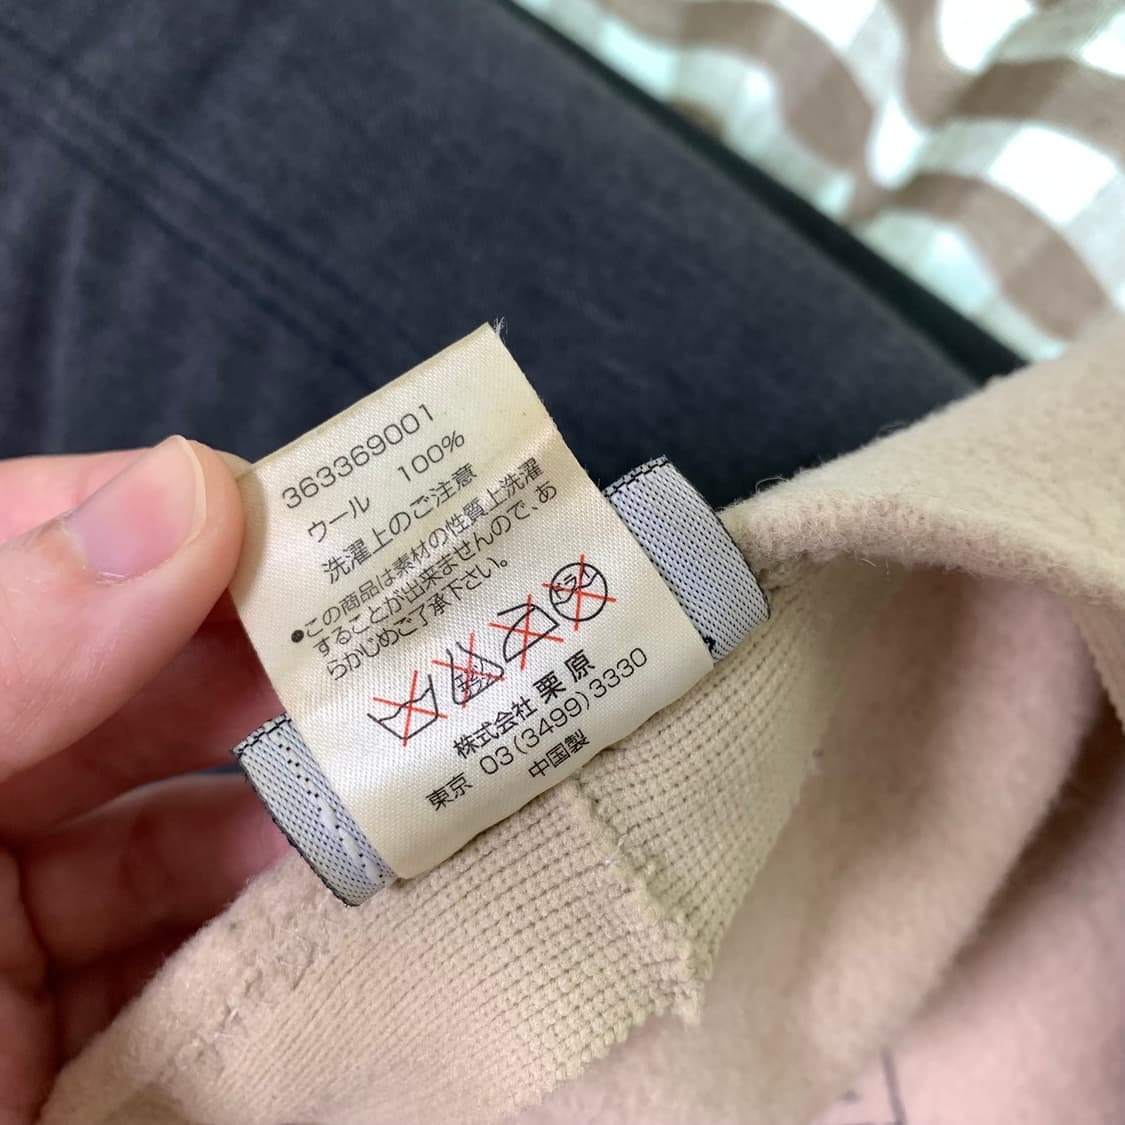 363369001
ウール 100%
洗濯上のご注意
●この商品は素材の性質上洗濯
することが出来ませんので、あ
らかじめご了承下さい。
ドライ
エンソ
株式会社 栗原
東京 03(3499)3330
中国製